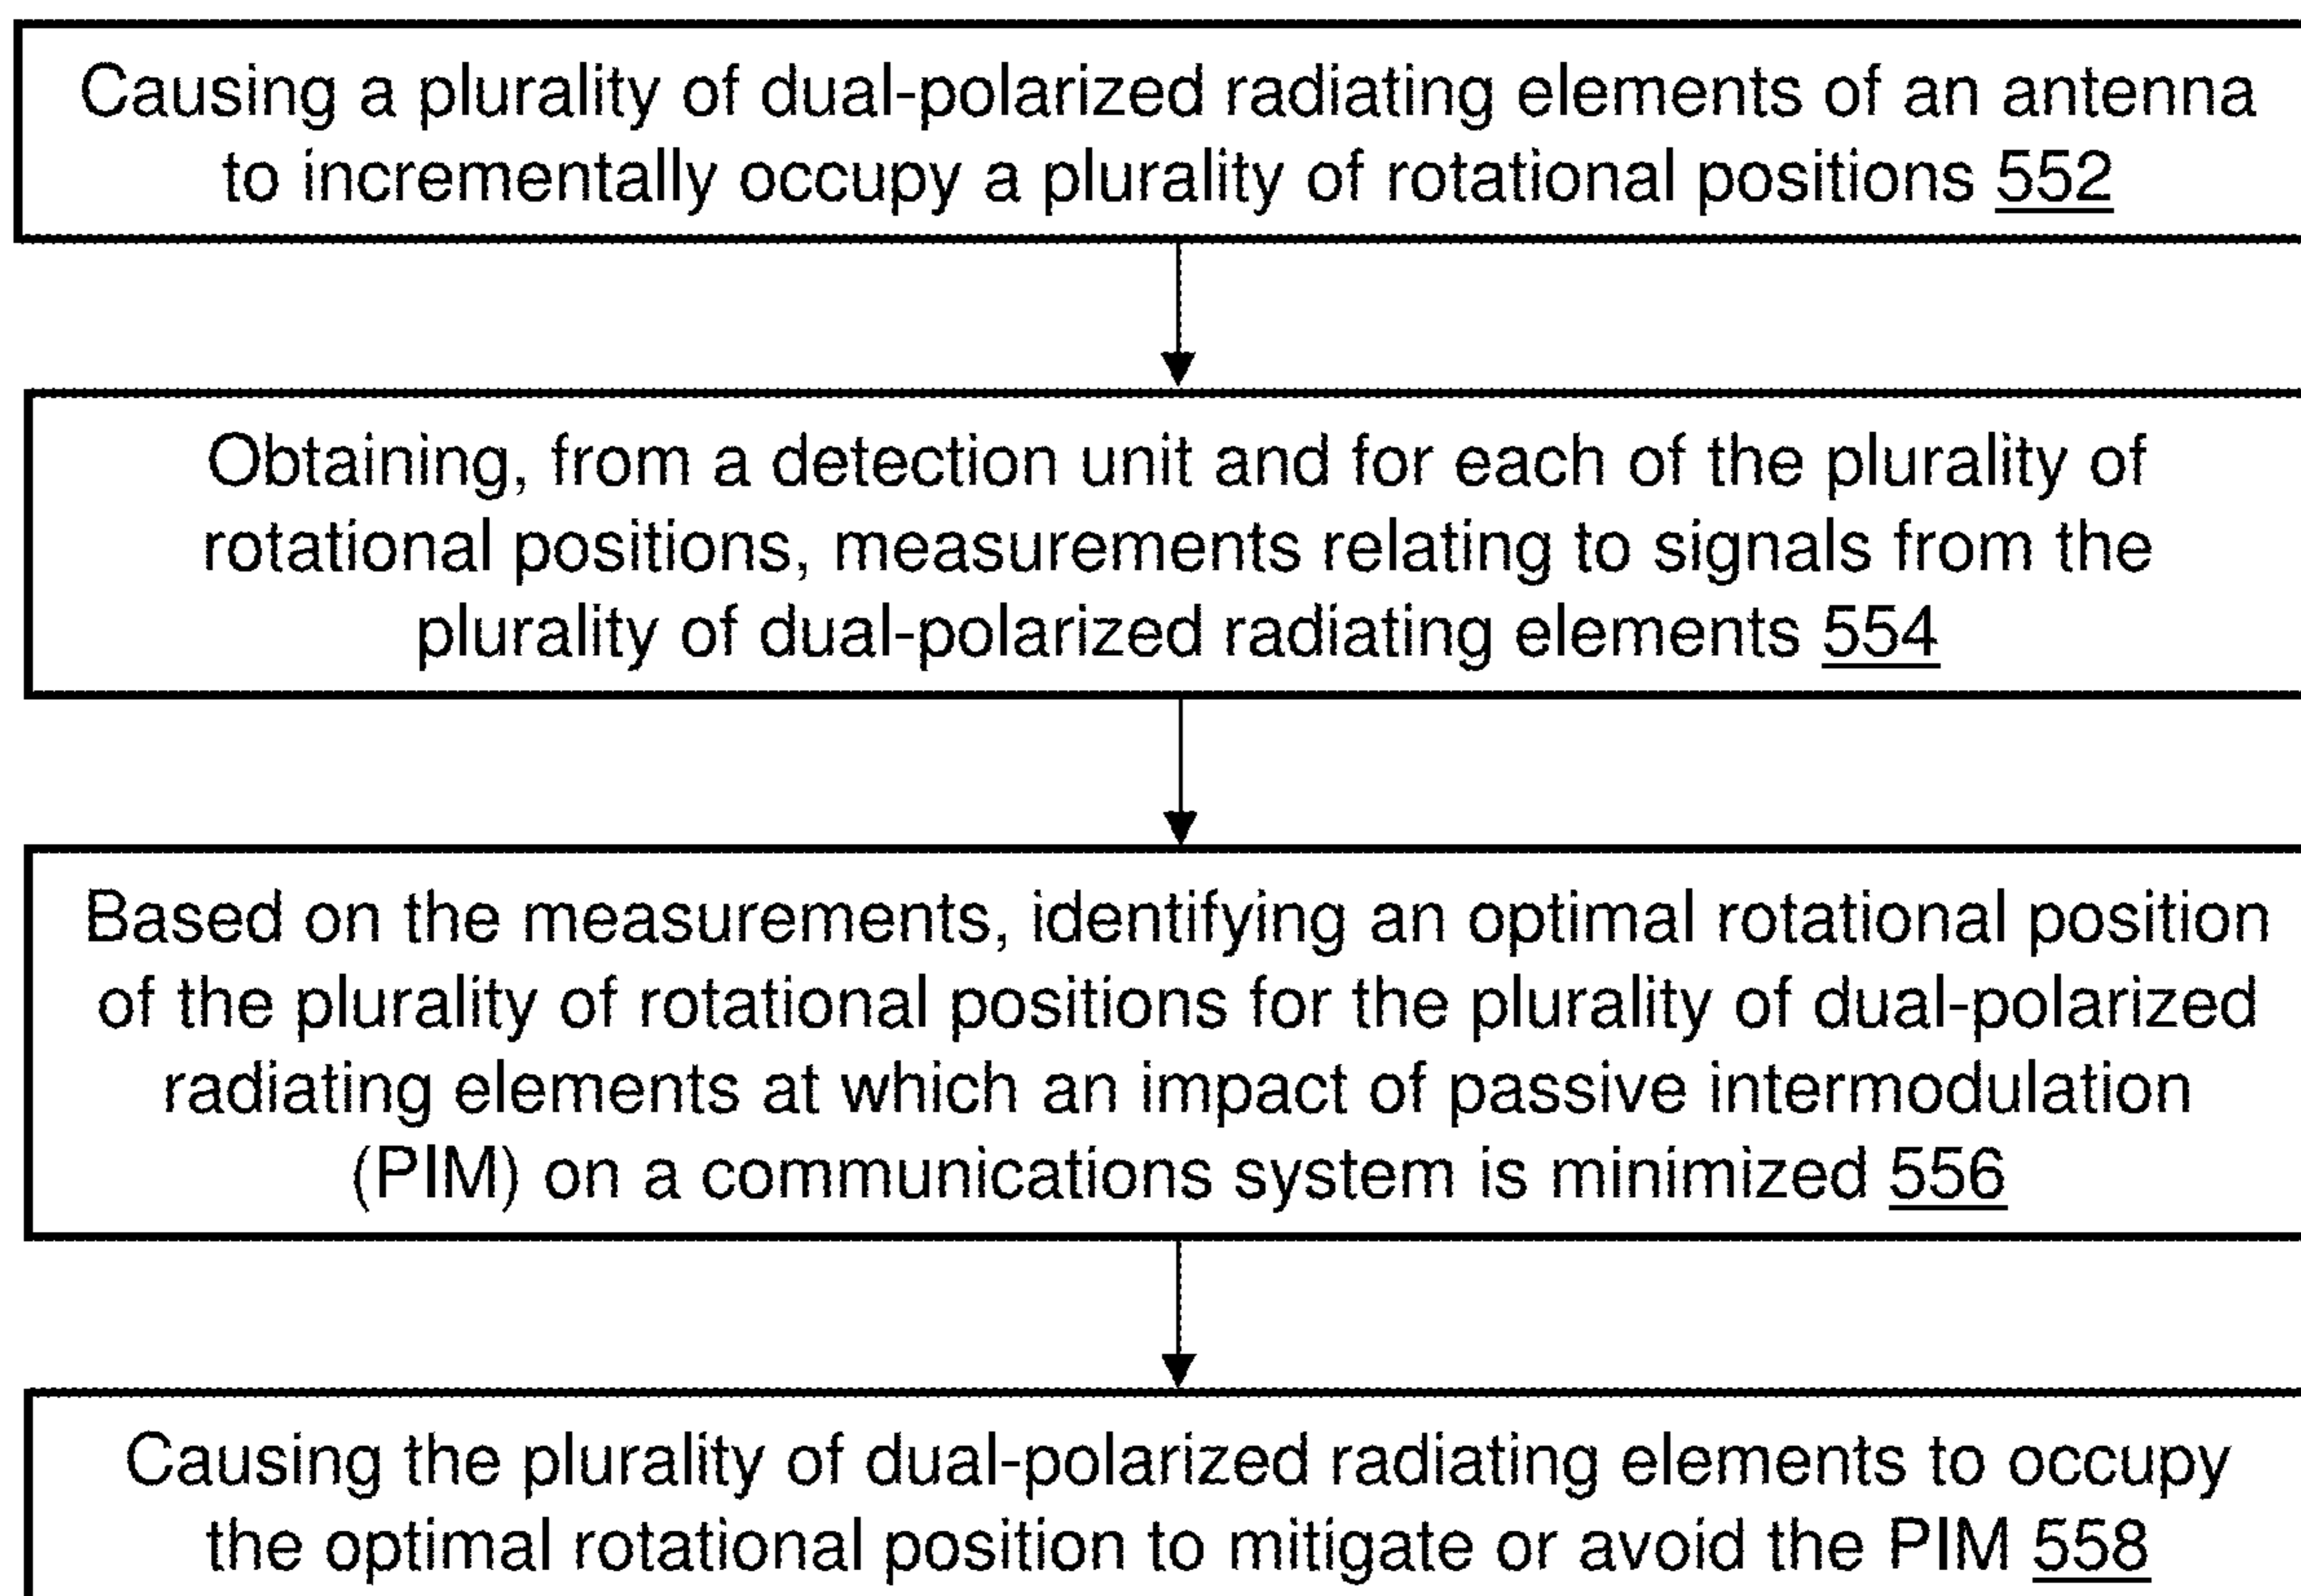 Causing a plurality of dual-polarized radiating elements of an antenna
to incrementally occupy a plurality of rotational positions 552
Obtaining, from a detection unit and for each of the plurality of
rotational positions, measurements relating to signals from the
plurality of dual-polarized radiating elements 554
Based on the measurements, identifying an optimal rotational position
of the plurality of rotational positions for the plurality of dual-polarized
radiating elements at which an impact of passive intermodulation
(PIM) on a communications system is minimized 556
Causing the plurality of dual-polarized radiating elements to occupy
the optimal rotational position to mitigate or avoid the PIM 558